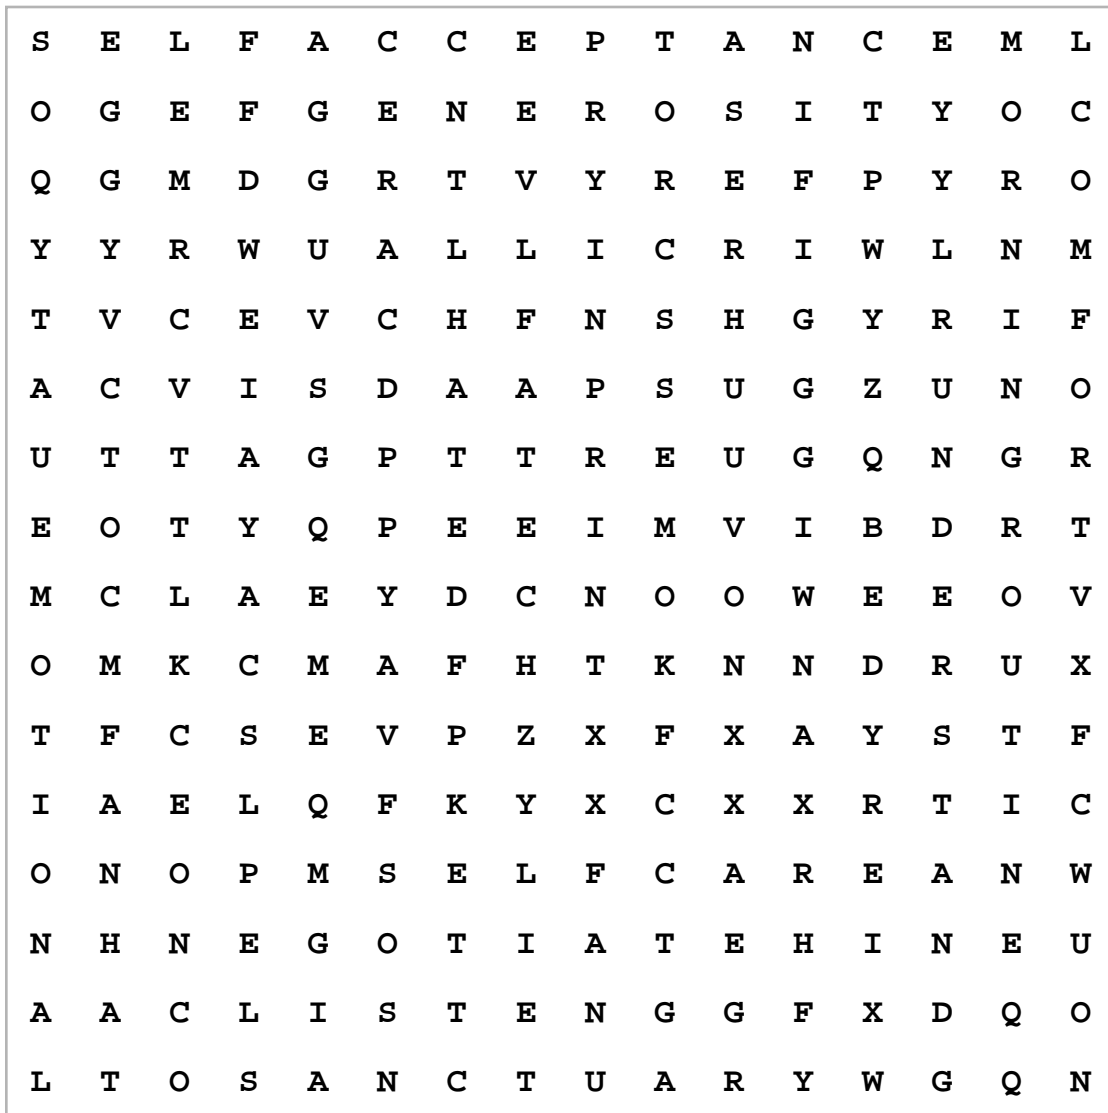 S E L F A C C E P T A N C E M L
O G E F G E N E R O S I T Y O C
Q G M D G R T V Y R E F P Y R O
Y Y R W U A L L I C R I W L N M
T V C E V C H F N S H G Y R I F
A C V I S D A A P S U G Z U N O
U T T A G P T T R E U G Q N G R
E O T Y Q P E E I M V I B D R T
M C L A E Y D C N O O W E E O V
O M K C M A F H T K N N D R U X
T F C S E V P Z X F X A Y S T F
I A E L Q F K Y X C X X R T I C
O N O P M S E L F C A R E A N W
N H N E G O T I A T E H I N E U
A A C L I S T E N G G F X D Q O
L T O S A N C T U A R Y W G Q N